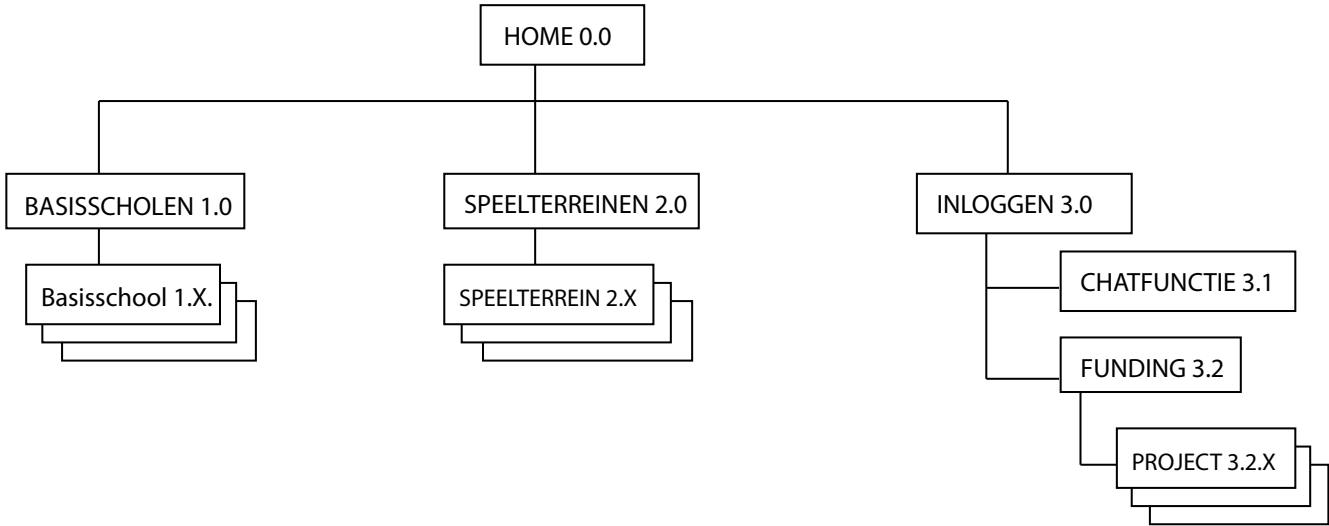 HOME 0.0
BASISSCHOLEN 1.0
SPEELTERREINEN 2.0
INLOGGEN 3.0
Basisschool 1.X.
SPEELTERREIN 2.X
CHATFUNCTIE 3.1
FUNDING 3.2
PROJECT 3.2.X